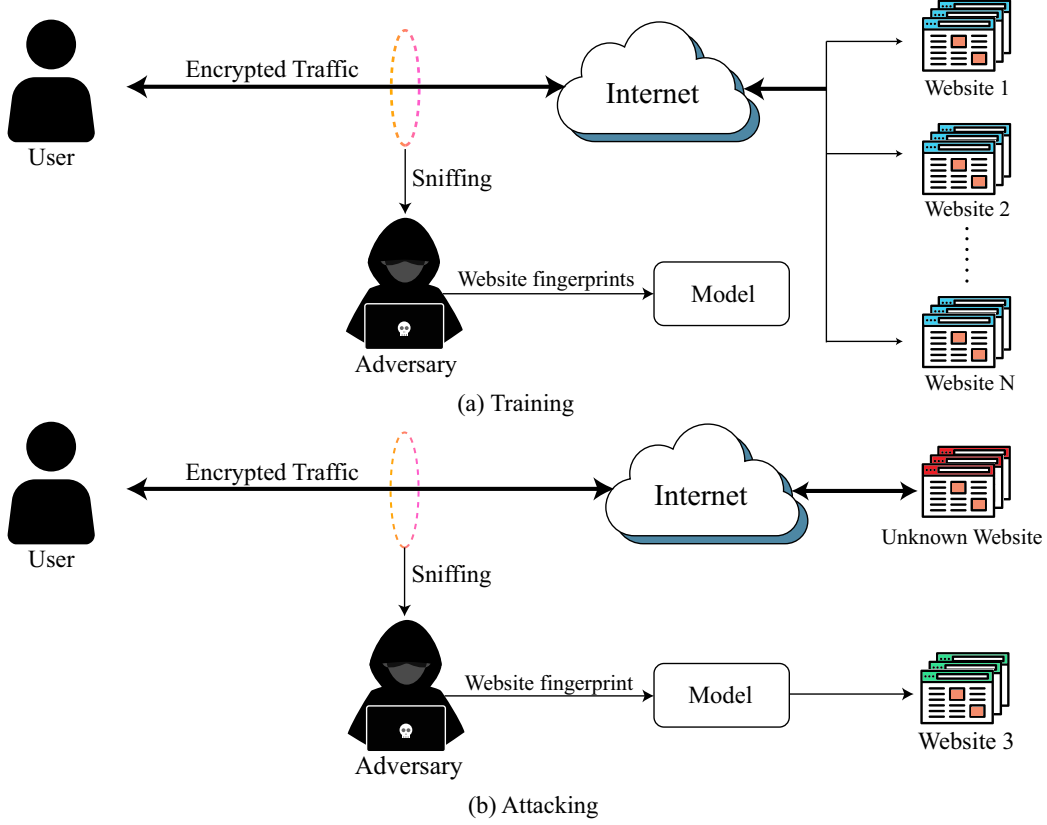 Encrypted Traffic
Internet
Website 1
User
Sniffing
Website 2
Website fingerprints
Model
Adversary
Website N
(a) Training
Encrypted Traffic
Internet
Unknown Website
User
Sniffing
Website fingerprint
Model
Website 3
Adversary
(b) Attacking